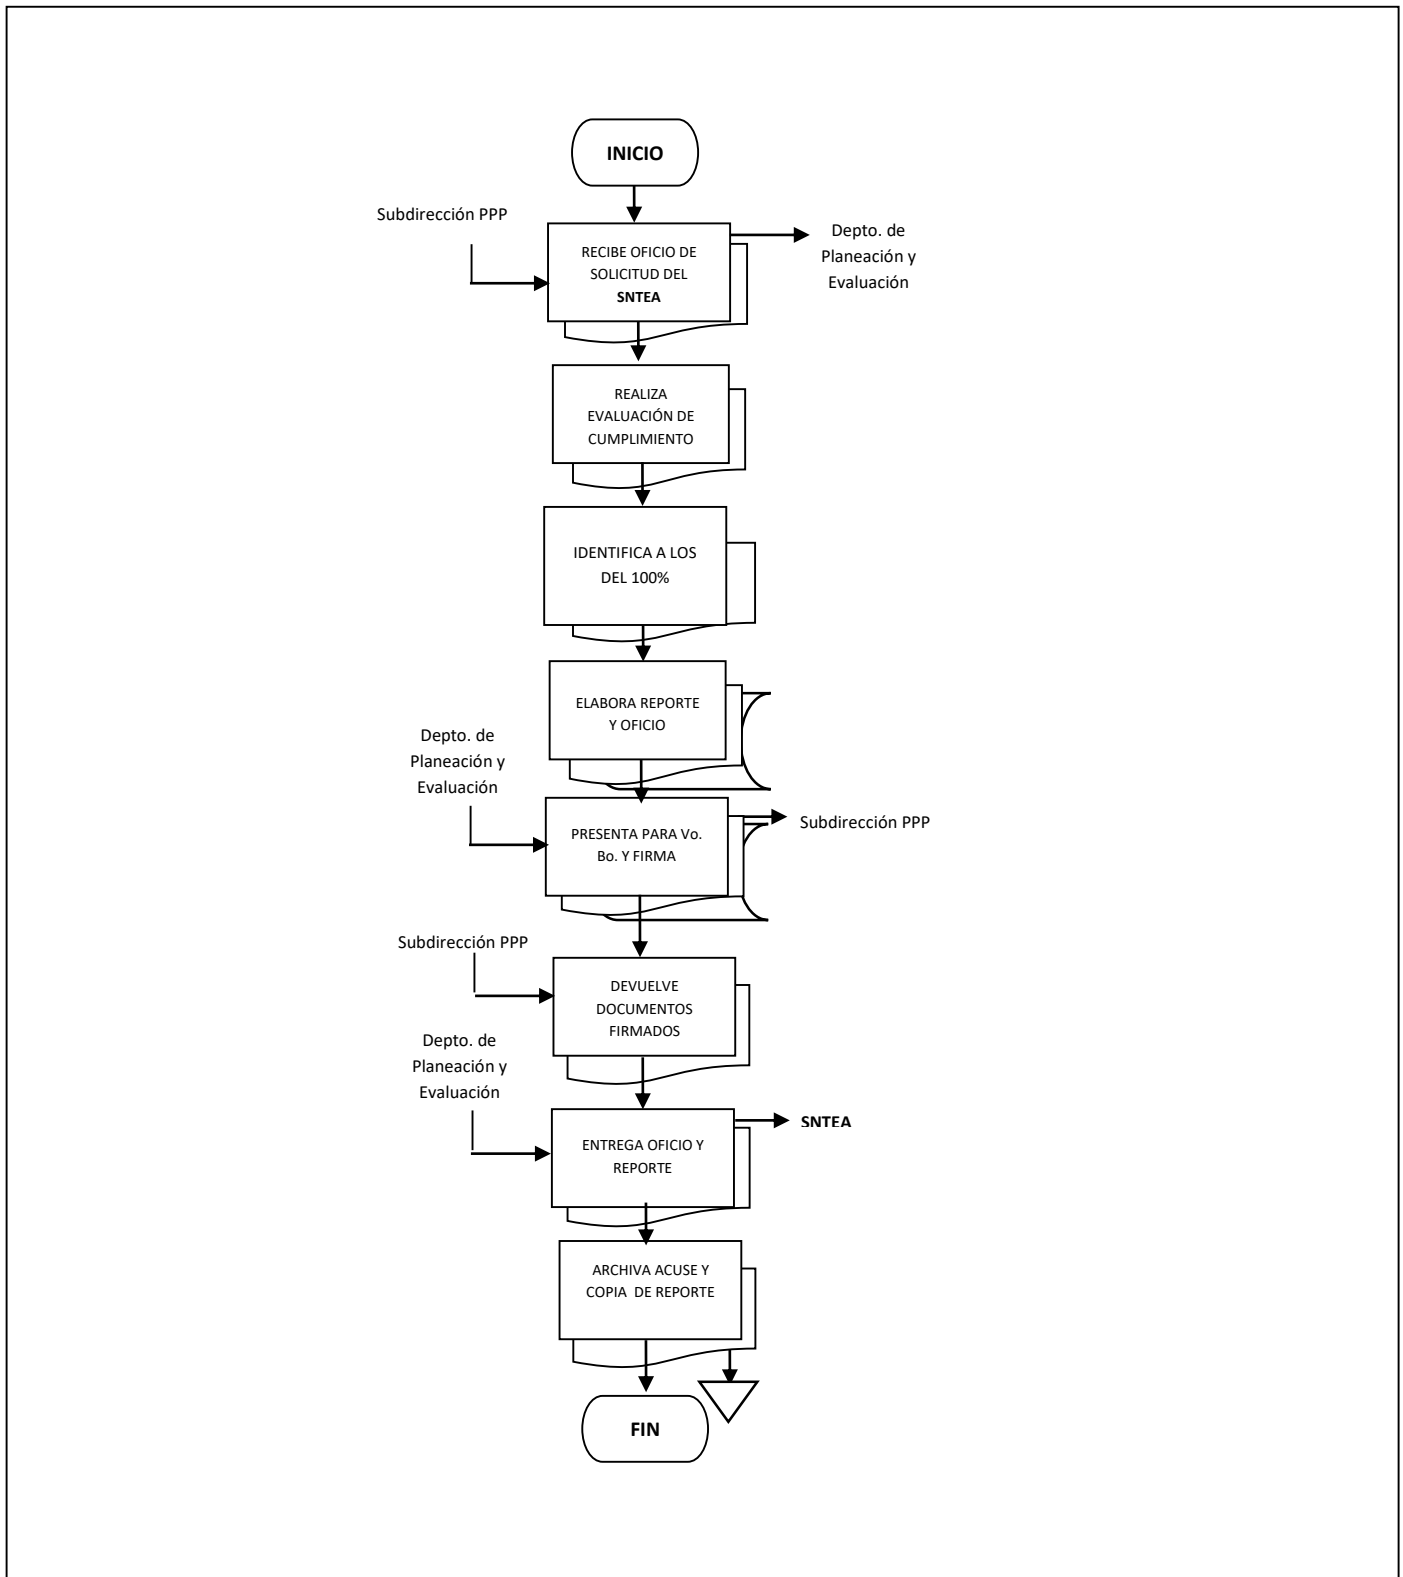 INICIO
Subdirección PPP
RECIBE OFICIO DE
SOLICITUD DEL
SNTEA
Depto. de
Planeación y
Evaluación
REALIZA
EVALUACIÓN DE
CUMPLIMIENTO
IDENTIFICA A LOS
DEL 100%
ELABORA REPORTE
Y OFICIO
Depto. de
Planeación y
Evaluación
PRESENTA PARA Vo.
Bo. Y FIRMA
Subdirección PPP
Subdirección PPP
DEVUELVE
DOCUMENTOS
FIRMADOS
Depto. de
Planeación y
Evaluación
ENTREGA OFICIO Y
REPORTE
SNTEA
ARCHIVA ACUSE Y
COPIA  DE REPORTE
FIN